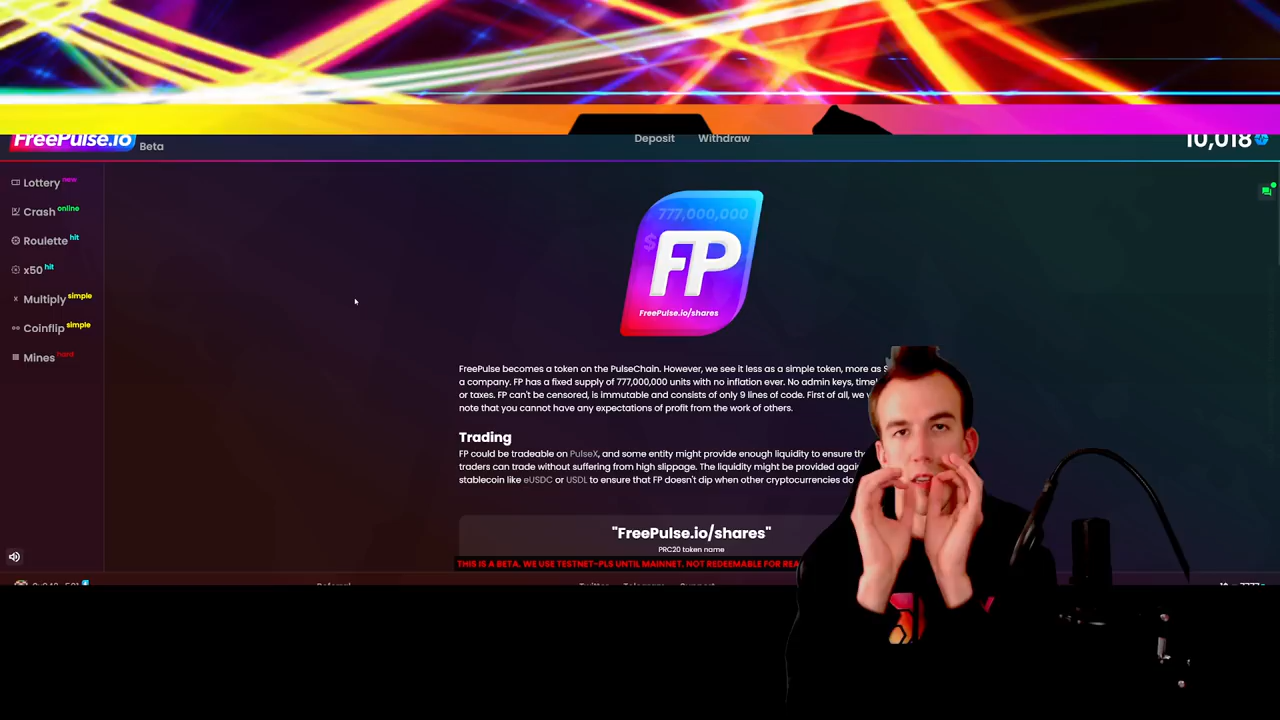 FreePulse.io Beta
Deposit Withdraw
10,018
Lottery new
Crash online
Roulette hit
x50 hit
Multiply simple
Coinflip simple
Mines hard
777,000,000
$
FP
FreePulse.io/shares
FreePulse becomes a token on the PulseChain. However, we see it less as a simple token, more as
a company. FP has a fixed supply of 777,000,000 units with no inflation ever. No admin keys,
or taxes. FP can't be censored, is immutable and consists of only 9 lines of code. First of all, we
note that you cannot have any expectations of profit from the work of others.
Trading
FP could be tradeable on PulseX, and some entity might provide enough liquidity to ensure
traders can trade without suffering from high slippage. The liquidity might be provided
stablecoin like eUSDC or USDL to ensure that FP doesn't dip when other cryptocurrencies do
"FreePulse.io/shares"
PRC20 token name
THIS IS A BETA. WE USE TESTNET-PLS UNTIL MAINNET. NOT REDEEMABLE FOR
Referral
Twitter Telegram Support